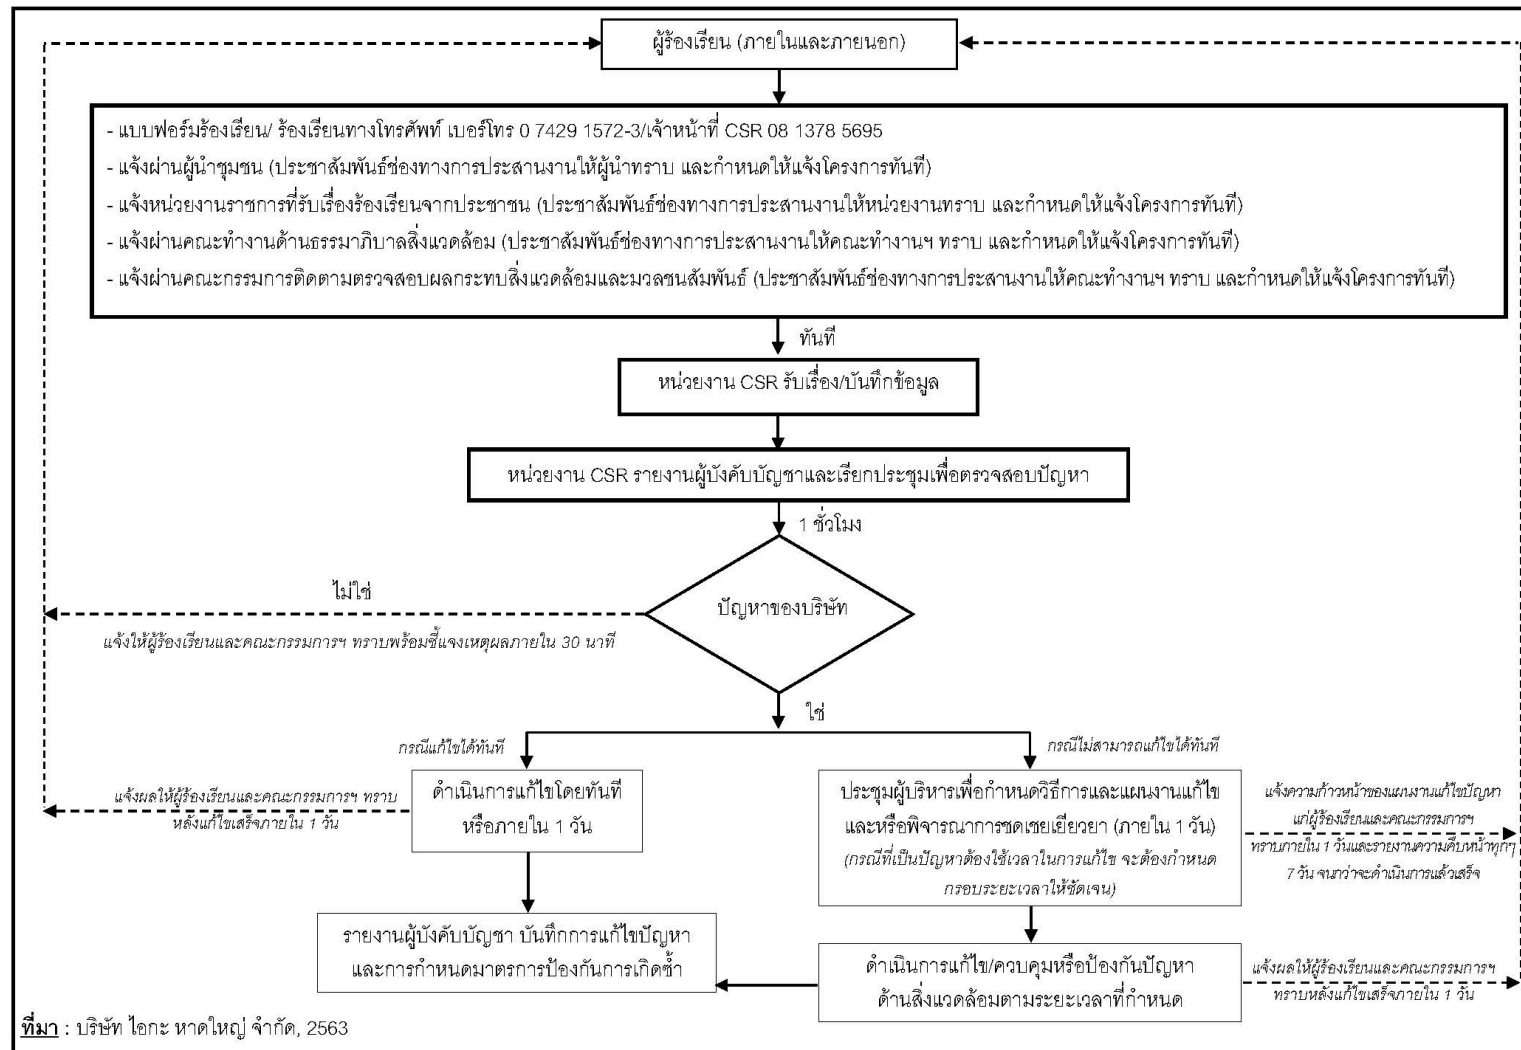 ผู้ร้องเรียน (ภายในและภายนอก)
- แบบฟอร์มร้องเรียน/ ร้องเรียนทางโทรศัพท์ เบอร์โทร 0 7429 1572-3/เจ้าหน้าที่ CSR 08 1378 5695
- แจ้งผ่านผู้นำชุมชน (ประชาสัมพันธ์ช่องทางการประสานงานให้ผู้นำทราบ และกำหนดให้แจ้งโครงการทันที)
- แจ้งหน่วยงานราชการที่รับเรื่องร้องเรียนจากประชาชน (ประชาสัมพันธ์ช่องทางการประสานงานให้หน่วยงานทราบ และกำหนดให้แจ้งโครงการทันที)
- แจ้งผ่านคณะทำงานด้านธรรมาภิบาลสิ่งแวดล้อม (ประชาสัมพันธ์ช่องทางการประสานงานให้คณะทำงานฯ ทราบ และกำหนดให้แจ้งโครงการทันที)
- แจ้งผ่านคณะกรรมการติดตามตรวจสอบผลกระทบสิ่งแวดล้อมและมวลชนสัมพันธ์ (ประชาสัมพันธ์ช่องทางการประสานงานให้คณะทำงานฯ ทราบ และกำหนดให้แจ้งโครงการทันที)
ทันที
หน่วยงาน CSR รับเรื่อง/บันทึกข้อมูล
หน่วยงาน CSR รายงานผู้บังคับบัญชาและเรียกประชุมเพื่อตรวจสอบปัญหา
1 ชั่วโมง
ไม่ใช่
ปัญหาของบริษัท
แจ้งให้ผู้ร้องเรียนและคณะกรรมการฯ ทราบพร้อมชี้แจงเหตุผลภายใน 30 นาที
ใช่
กรณีแก้ไขได้ทันที
กรณีไม่สามารถแก้ไขได้ทันที
แจ้งผลให้ผู้ร้องเรียนและคณะกรรมการฯ ทราบ
หลังแก้ไขเสร็จภายใน 1 วัน
ดำเนินการแก้ไขโดยทันที
หรือภายใน 1 วัน
ประชุมผู้บริหารเพื่อกำหนดวิธีการและแผนงานแก้ไข
และหรือพิจารณาการชดเชยเยียวยา (ภายใน 1 วัน)
(กรณีที่เป็นปัญหาต้องใช้เวลาในการแก้ไข จะต้องกำหนด
กรอบระยะเวลาให้ชัดเจน)
แจ้งความก้าวหน้าของแผนงานแก้ไขปัญหา
แก่ผู้ร้องเรียนและคณะกรรมการฯ
ทราบภายใน 1 วันและรายงานความคืบหน้าทุกๆ
7 วัน จนกว่าจะดำเนินการแล้วเสร็จ
รายงานผู้บังคับบัญชา บันทึกการแก้ไขปัญหา
และการกำหนดมาตรการป้องกันการเกิดซ้ำ
ดำเนินการแก้ไข/ควบคุมหรือป้องกันปัญหา
ด้านสิ่งแวดล้อมตามระยะเวลาที่กำหนด
แจ้งผลให้ผู้ร้องเรียนและคณะกรรมการฯ
ทราบหลังแก้ไขเสร็จภายใน 1 วัน
ที่มา : บริษัท ไอกะ หาดใหญ่ จำกัด, 2563